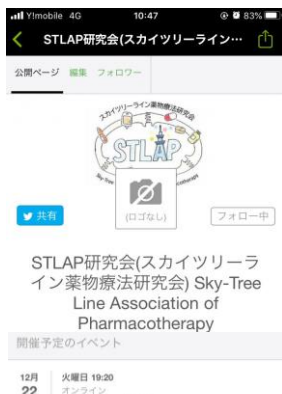 Y!mobile 4G 10:47 83%
STLAP研究会(スカイツリーライン…
公開ページ 編集 フォロワー
スカイツリーライン薬物療法研究会
STLAP
(ロゴなし)
共有
フォロー中
STLAP研究会(スカイツリーラ
イン薬物療法研究会) Sky-Tree
Line Association of
Pharmacotherapy
開催予定のイベント
12月 火曜日 19:20
22 オンライン